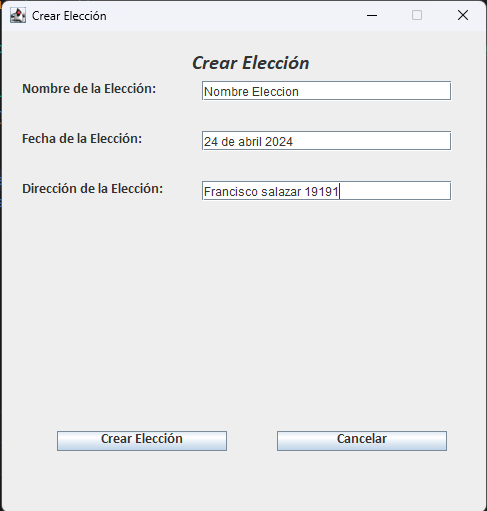 Crear Elección
Crear Elección
Nombre de la Elección: Nombre Eleccion
Fecha de la Elección: 24 de abril 2024
Dirección de la Elección: Francisco salazar 19191
Crear Elección Cancelar